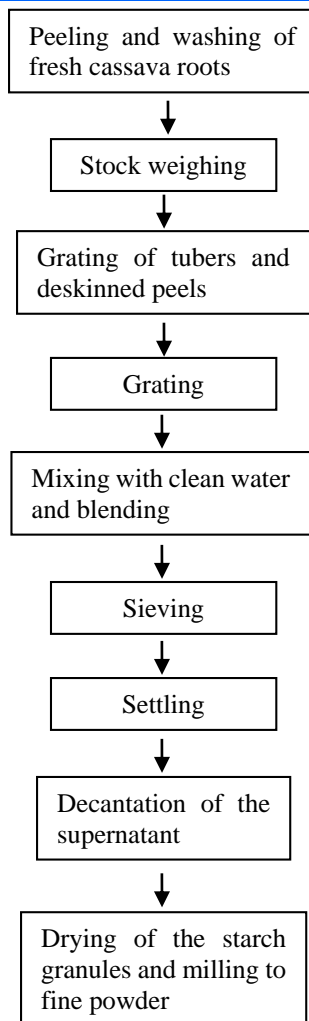 Peeling and washing of
fresh cassava roots
Stock weighing
Grating of tubers and
deskinned peels
Grating
Mixing with clean water
and blending
Sieving
Settling
Decantation of the
supernatant
Drying of the starch
granules and milling to
fine powder